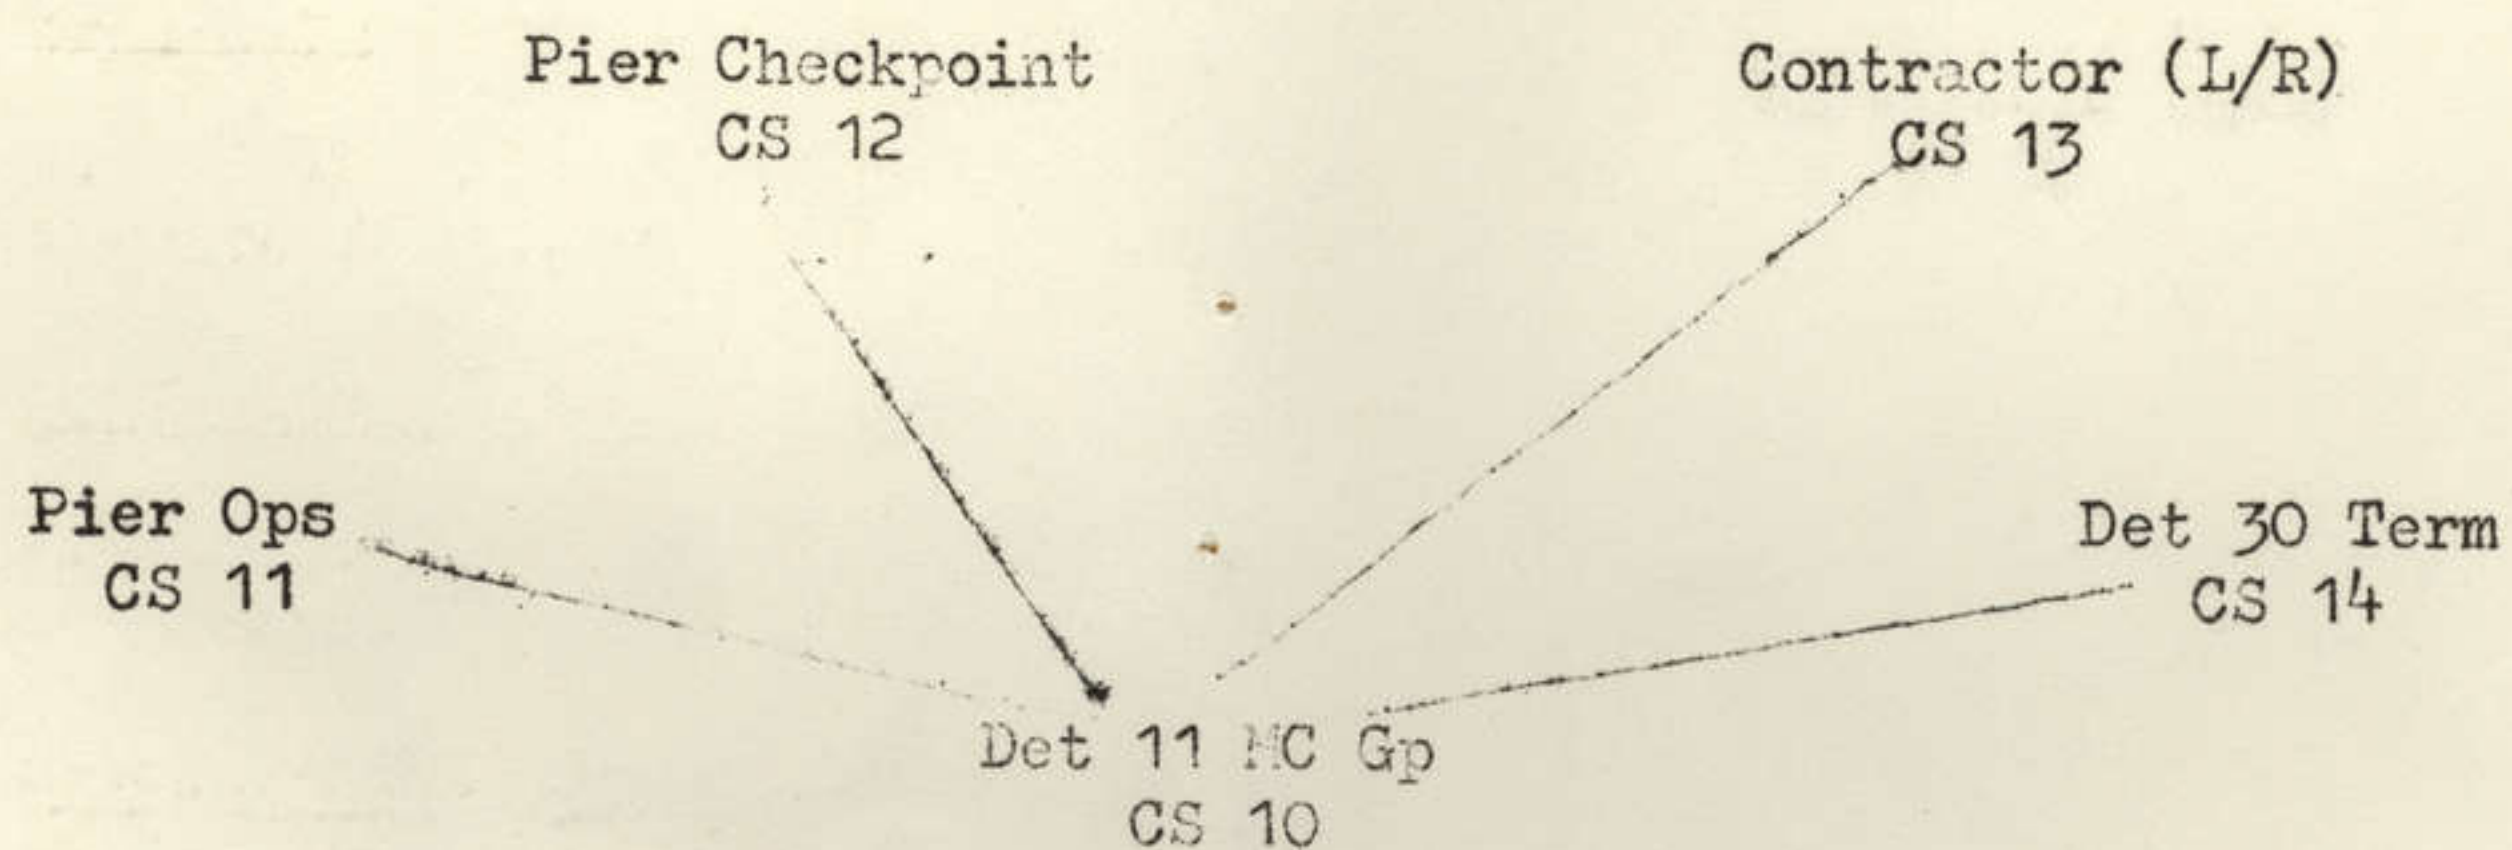 Pier Checkpoint
CS 12
Contractor (L/R)
CS 13
Pier Ops
CS 11
Det 30 Term
CS 14
Det 11 MC Gp
CS 10